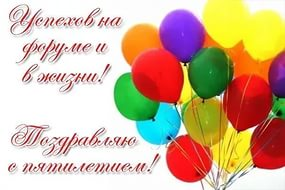 Успехов на
форуме и
в жизни!
Поздравляю
с пятилетием!